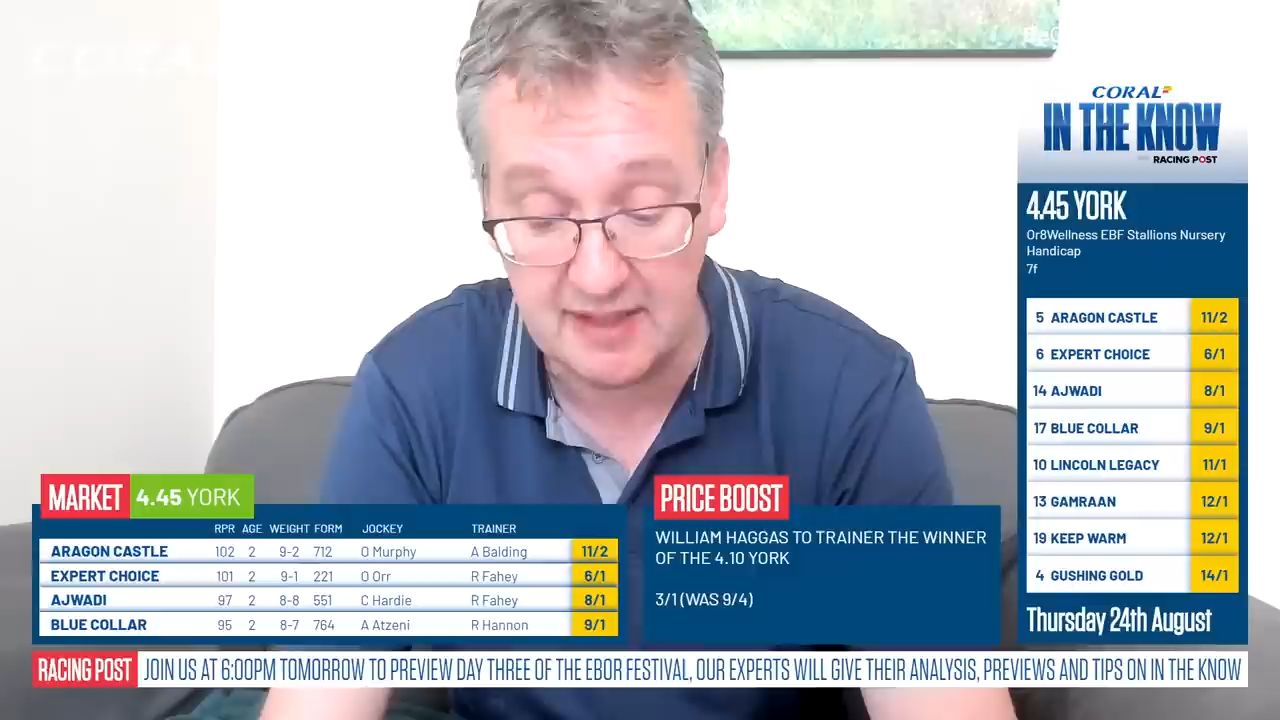 CORAL
CORAL
IN THE KNOW
RACING POST
4.45 YORK
Or8Wellness EBF Stallions Nursery
Handicap
7f
5 ARAGON CASTLE 11/2
6 EXPERT CHOICE 6/1
14 AJWADI 8/1
17 BLUE COLLAR 9/1
10 LINCOLN LEGACY 11/1
13 GAMRAAN 12/1
19 KEEP WARM 12/1
4 GUSHING GOLD 14/1
Thursday 24th August
MARKET 4.45 YORK
RPR AGE WEIGHT FORM JOCKEY TRAINER
ARAGON CASTLE 102 2 9-2 712 O Murphy A Balding 11/2
EXPERT CHOICE 101 2 9-1 221 O Orr R Fahey 6/1
AJWADI 97 2 8-8 551 C Hardie R Fahey 8/1
BLUE COLLAR 95 2 8-7 764 A Atzeni R Hannon 9/1
PRICE BOOST
WILLIAM HAGGAS TO TRAINER THE WINNER
OF THE 4.10 YORK
3/1 (WAS 9/4)
RACING POST JOIN US AT 6:00PM TOMORROW TO PREVIEW DAY THREE OF THE EBOR FESTIVAL, OUR EXPERTS WILL GIVE THEIR ANALYSIS, PREVIEWS AND TIPS ON IN THE KNOW